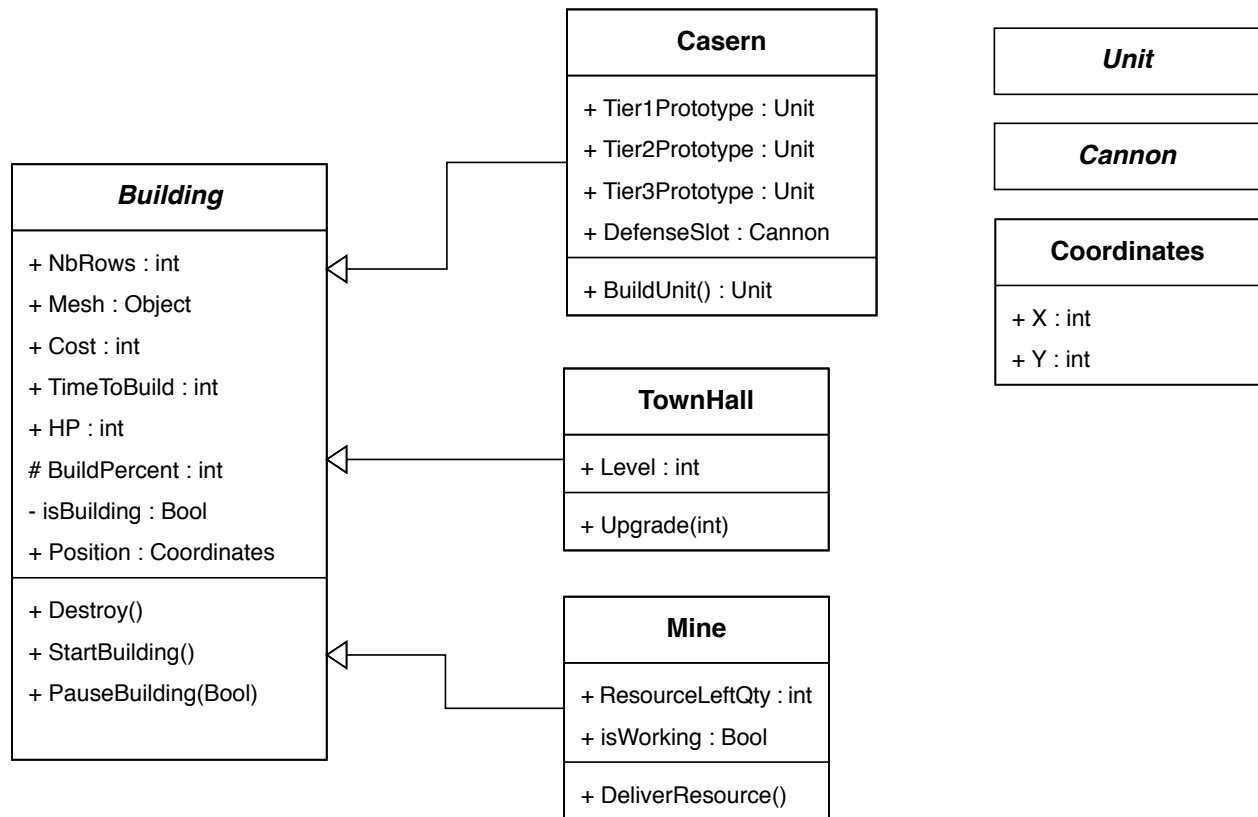 Building
+ NbRows : int
+ Mesh : Object
+ Cost : int
+ TimeToBuild : int
+ HP : int
# BuildPercent : int
- isBuilding : Bool
+ Position : Coordinates
+ Destroy()
+ StartBuilding()
+ PauseBuilding(Bool)
Casern
+ Tier1Prototype : Unit
+ Tier2Prototype : Unit
+ Tier3Prototype : Unit
+ DefenseSlot : Cannon
+ BuildUnit() : Unit
TownHall
+ Level : int
+ Upgrade(int)
Mine
+ ResourceLeftQty : int
+ isWorking : Bool
+ DeliverResource()
Unit
Cannon
Coordinates
+ X : int
+ Y : int